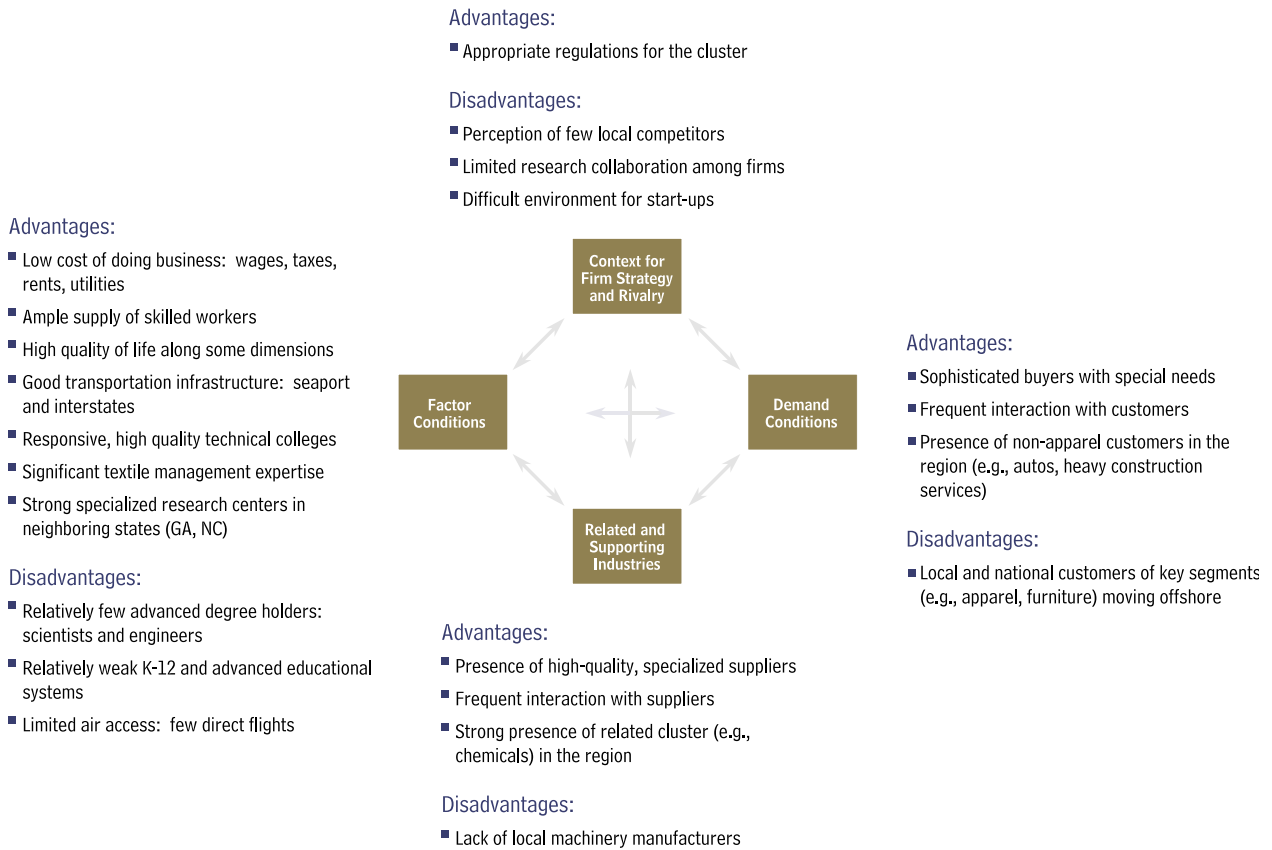 Advantages:
Appropriate regulations for the cluster
Disadvantages:
Perception of few local competitors
Limited research collaboration among firms
Difficult environment for start-ups
Advantages:
Low cost of doing business: wages, taxes,
rents, utilities
Ample supply of skilled workers
High quality of life along some dimensions
Good transportation infrastructure: seaport
and interstates
Responsive, high quality technical colleges
Significant textile management expertise
Strong specialized research centers in
neighboring states (GA, NC)
Disadvantages:
Relatively few advanced degree holders:
scientists and engineers
Relatively weak K-12 and advanced educational
systems
Limited air access: few direct flights
Context for
Firm Strategy
and Rivalry
Factor
Conditions
Demand
Conditions
Related and
Supporting
Industries
Advantages:
Sophisticated buyers with special needs
Frequent interaction with customers
Presence of non-apparel customers in the
region (e.g., autos, heavy construction
services)
Disadvantages:
Local and national customers of key segments
(e.g., apparel, furniture) moving offshore
Advantages:
Presence of high-quality, specialized suppliers
Frequent interaction with suppliers
Strong presence of related cluster (e.g.,
chemicals) in the region
Disadvantages:
Lack of local machinery manufacturers